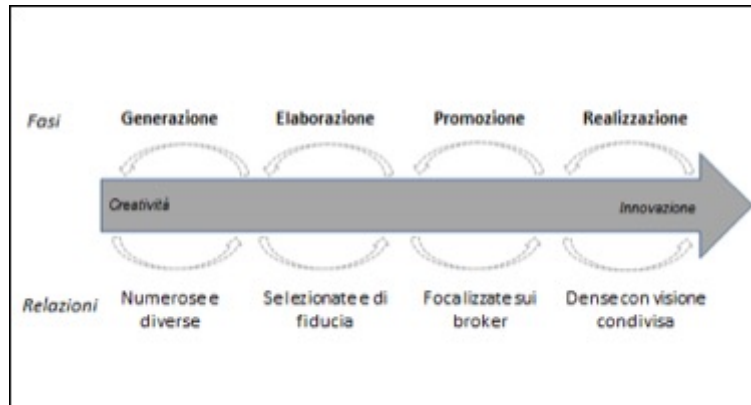 Fasi
Generazione
Elaborazione
Promozione
Realizzazione
Creatività
Innovazione
Relazioni
Numerose e
diverse
Selezionate e di
fiducia
Focalizzate sui
broker
Dense con visione
condivisa